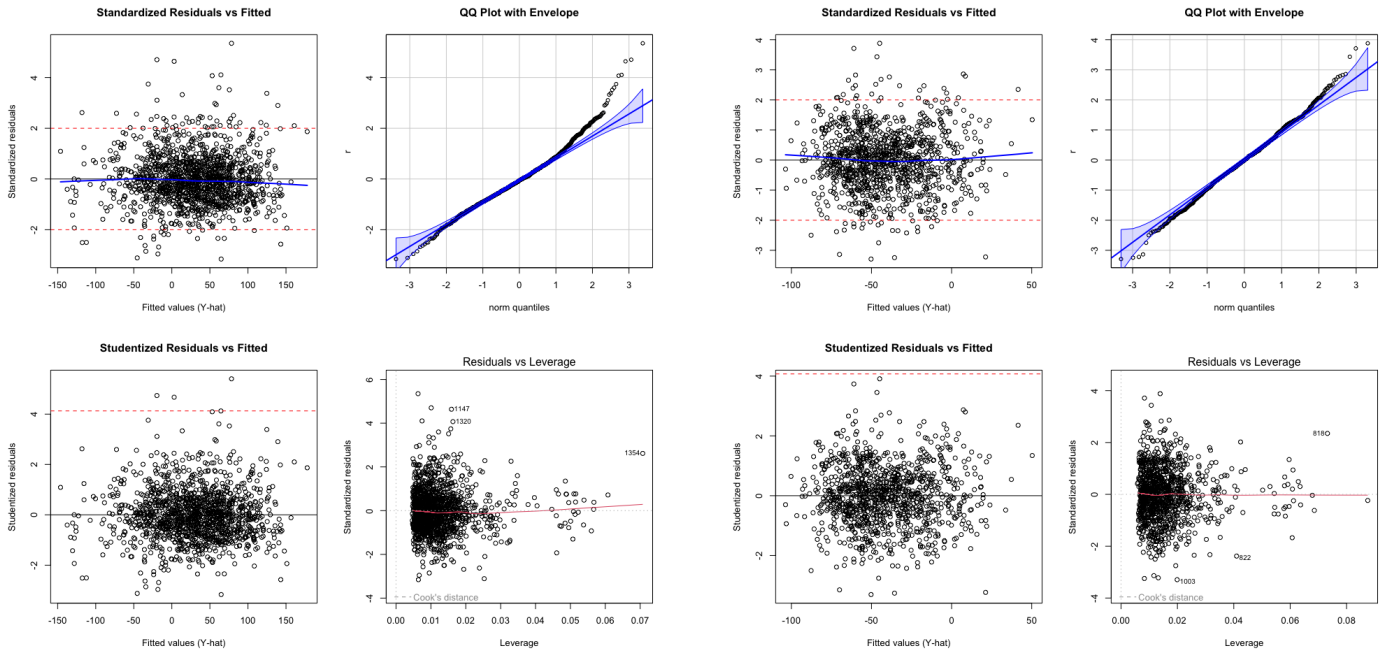 Standardized Residuals vs Fitted
Standardized residuals
4
2
0
-2
-150 -100 -50 0 50 100 150
Fitted values (Y-hat)
QQ Plot with Envelope
r
4
2
0
-2
-3 -2 -1 0 1 2 3
norm quantiles
Standardized Residuals vs Fitted
Standardized residuals
4
3
2
1
0
-1
-2
-3
-100 -50 0 50
Fitted values (Y-hat)
QQ Plot with Envelope
r
4
3
2
1
0
-1
-2
-3
-3 -2 -1 0 1 2 3
norm quantiles
Studentized Residuals vs Fitted
Studentized residuals
4
2
0
-2
-150 -100 -50 0 50 100 150
Fitted values (Y-hat)
Residuals vs Leverage
Standardized residuals
6
4
2
0
-2
-4
1147
1320
1354
Cook's distance
0.00 0.01 0.02 0.03 0.04 0.05 0.06 0.07
Leverage
Studentized Residuals vs Fitted
Studentized residuals
4
2
0
-2
-100 -50 0 50
Fitted values (Y-hat)
Residuals vs Leverage
Standardized residuals
4
2
0
-2
-4
818
822
1003
Cook's distance
0.00 0.02 0.04 0.06 0.08
Leverage